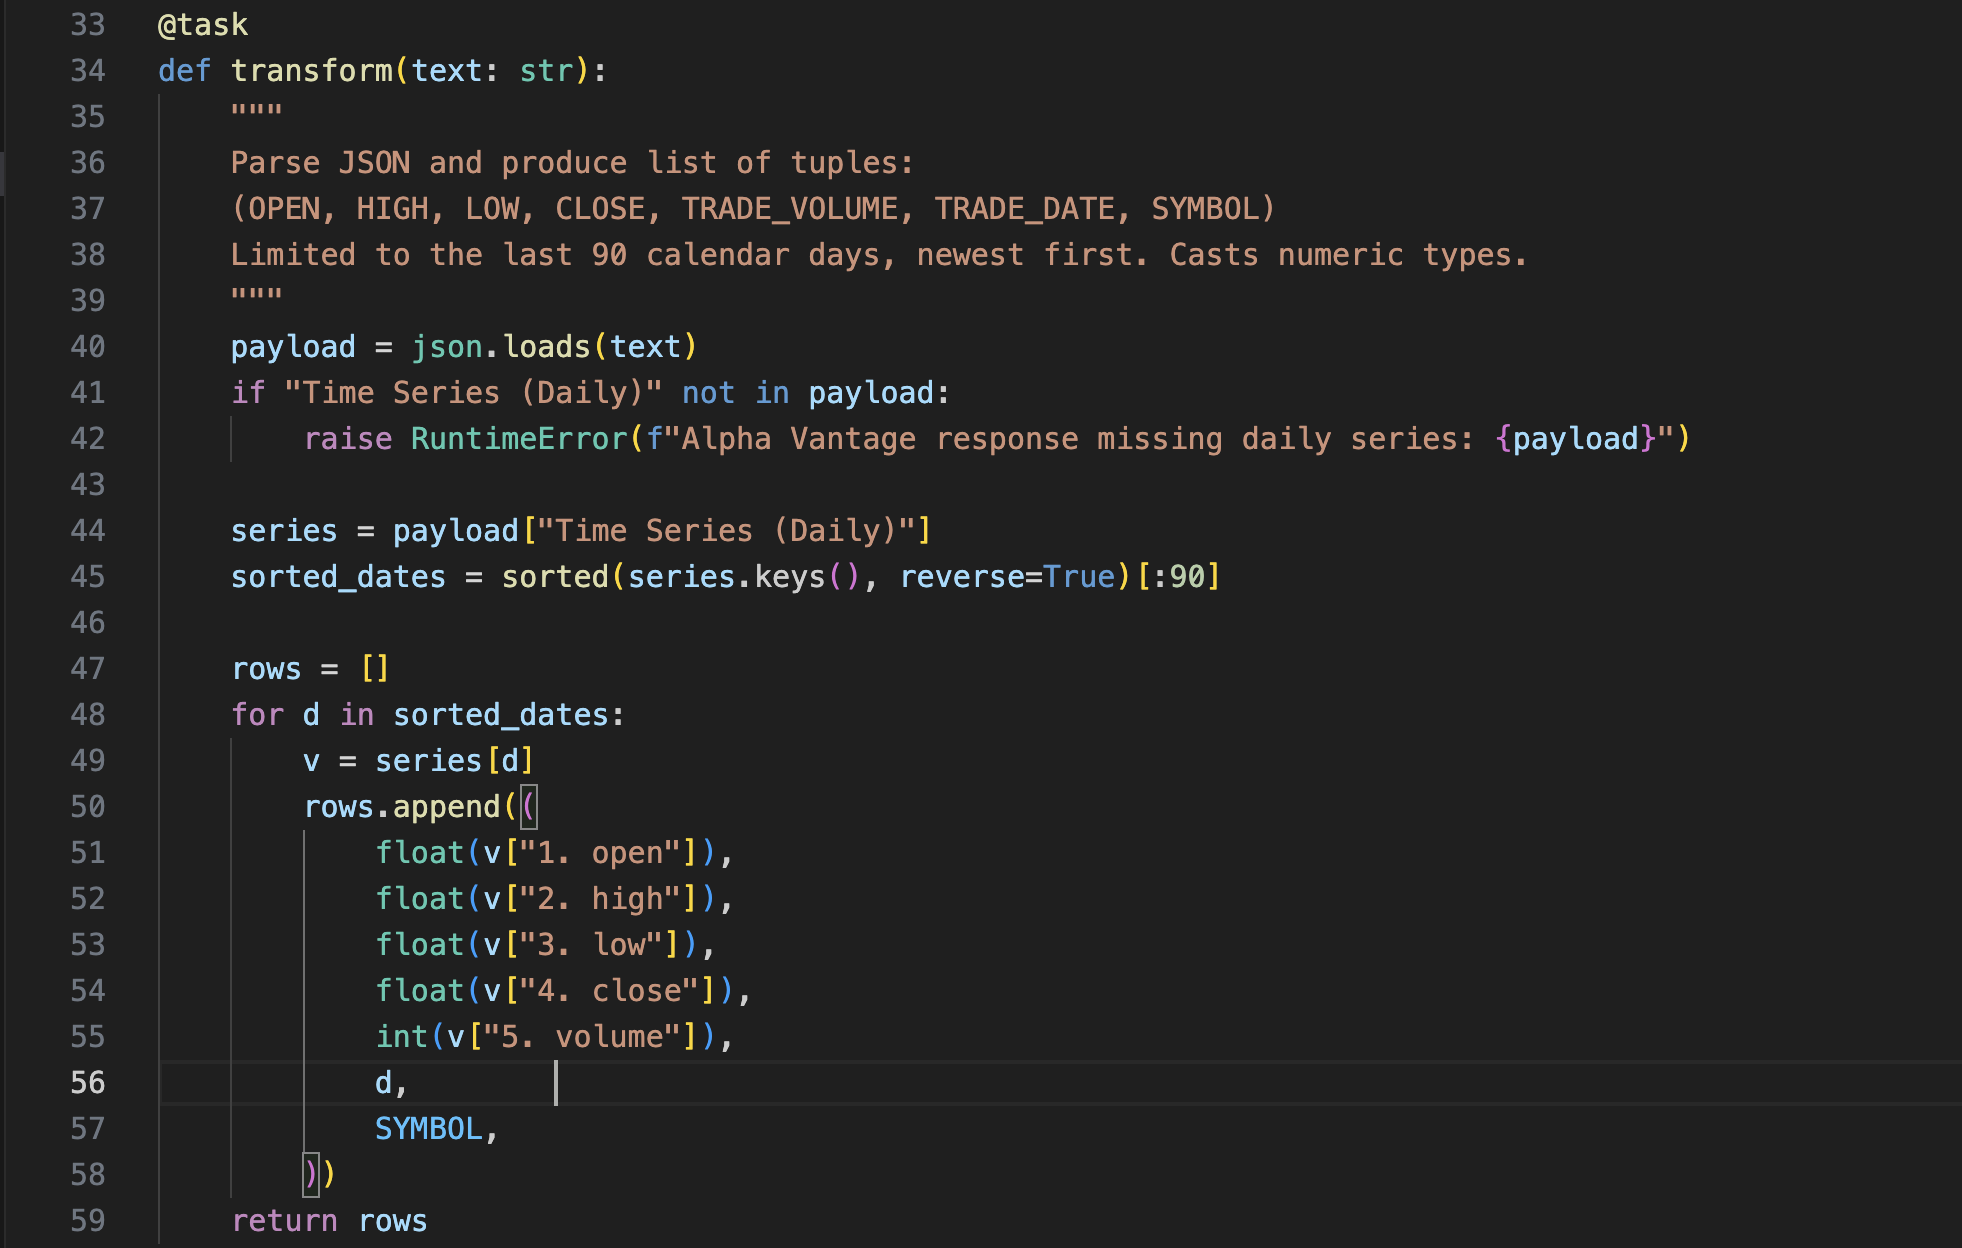 33 @task
34 def transform(text: str):
35     """
36     Parse JSON and produce list of tuples:
37     (OPEN, HIGH, LOW, CLOSE, TRADE_VOLUME, TRADE_DATE, SYMBOL)
38     Limited to the last 90 calendar days, newest first. Casts numeric types.
39     """
40     payload = json.loads(text)
41     if "Time Series (Daily)" not in payload:
42         raise RuntimeError(f"Alpha Vantage response missing daily series: {payload}")
43
44     series = payload["Time Series (Daily)"]
45     sorted_dates = sorted(series.keys(), reverse=True)[:90]
46
47     rows = []
48     for d in sorted_dates:
49         v = series[d]
50         rows.append((
51             float(v["1. open"]),
52             float(v["2. high"]),
53             float(v["3. low"]),
54             float(v["4. close"]),
55             int(v["5. volume"]),
56             d,
57             SYMBOL,
58         ))
59     return rows